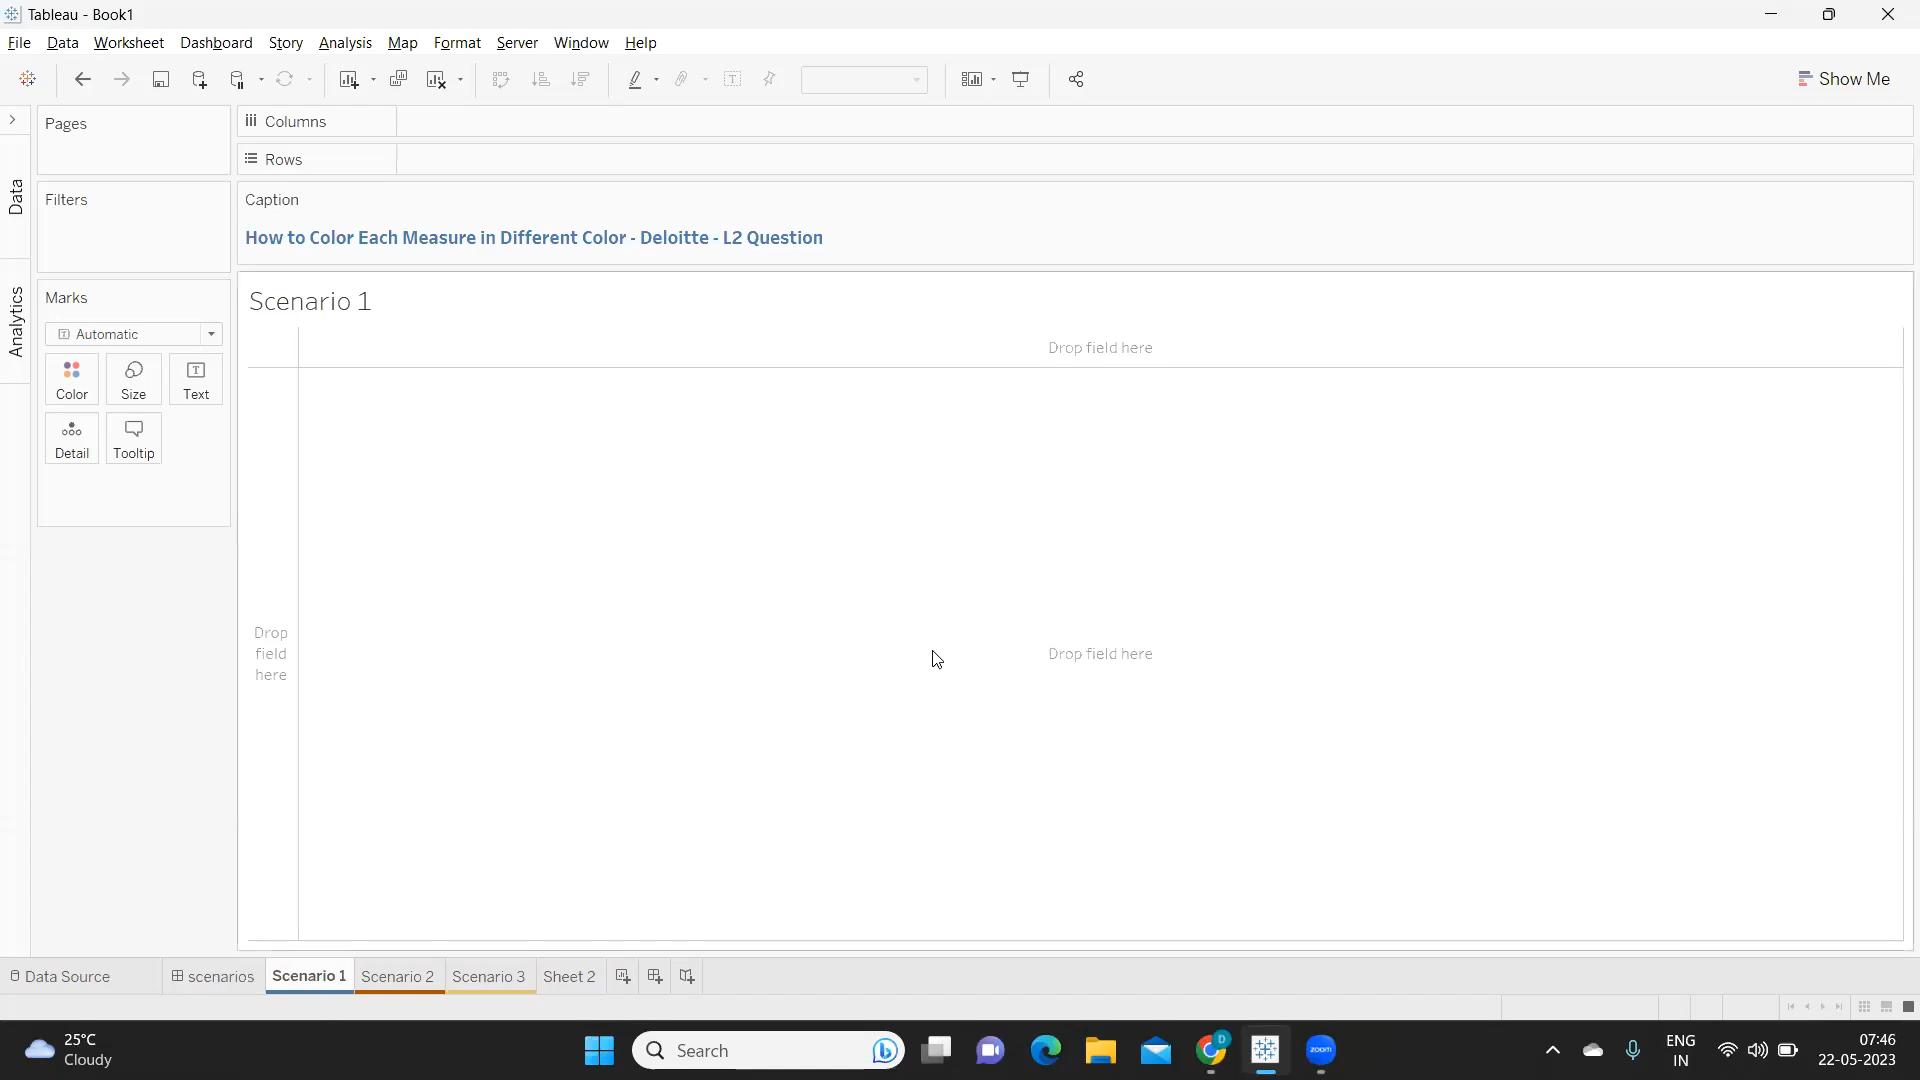 Tableau - Book1
File Data Worksheet Dashboard Story Analysis Map Format Server Window Help
Show Me
Pages
Columns
Rows
Data
Filters
Caption
How to Color Each Measure in Different Color - Deloitte - L2 Question
Analytics
Marks
Automatic
Color Size Text
Detail Tooltip
Scenario 1
Drop field here
Drop
field
here
Drop field here
Data Source scenarios Scenario 1 Scenario 2 Scenario 3 Sheet 2
25°C
Cloudy
Search
zoom
D
ENG
IN
07:46
22-05-2023